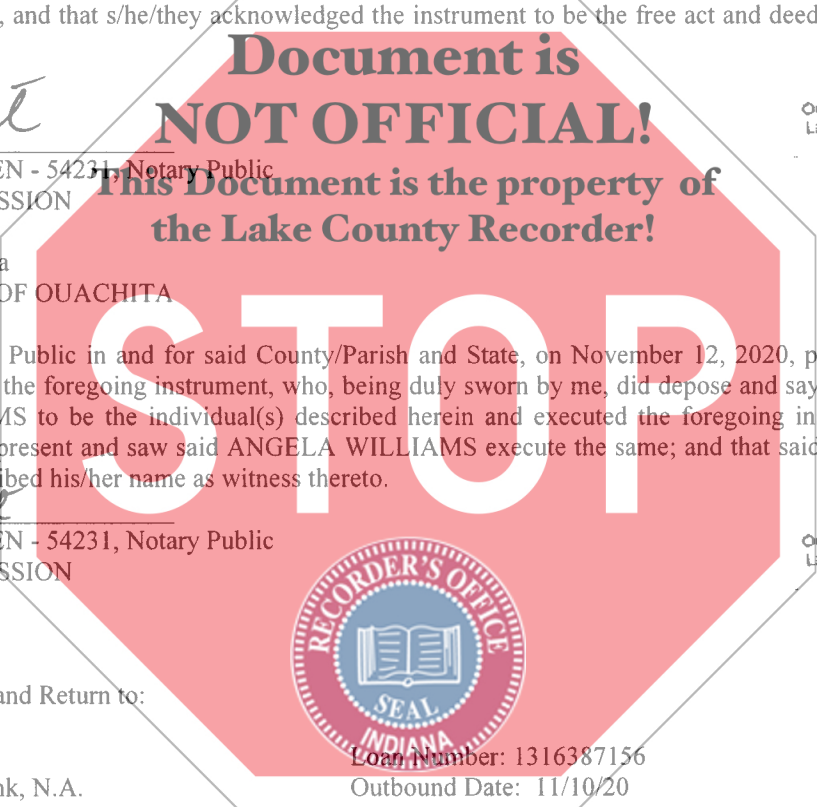 , and that s/he/they acknowledged the instrument to be the free act and deed
Document is
NOT OFFICIAL!
EN - 54231, Notary Public
This Document is the property of
SSION
the Lake County Recorder!
a
OF OUACHITA
STOP
Public in and for said County/Parish and State, on November 12, 2020, p
the foregoing instrument, who, being duly sworn by me, did depose and say
MS to be the individual(s) described herein and executed the foregoing in
present and saw said ANGELA WILLIAMS execute the same; and that said
ibed his/her name as witness thereto.
EN - 54231, Notary Public
SSION
RECORDER'S OFFICE
SEAL
INDIANA
and Return to:
Loan Number: 1316387156
nk, N.A.
Outbound Date: 11/10/20